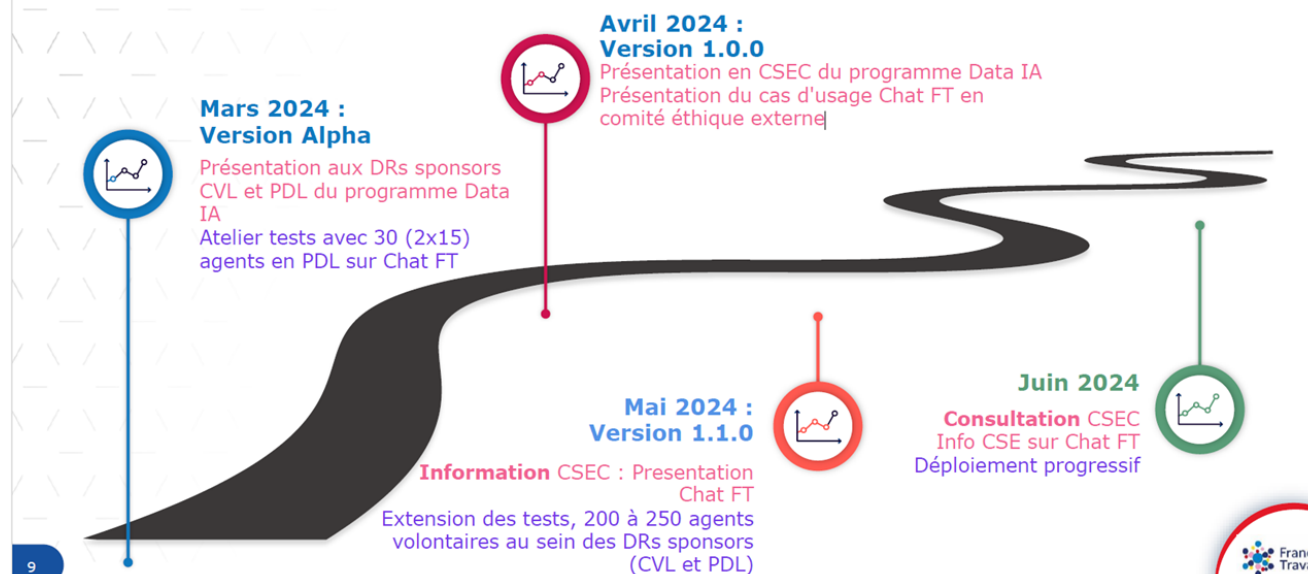 Avril 2024 :
Version 1.0.0
Présentation en CSEC du programme Data IA
Présentation du cas d'usage Chat FT en
comité éthique externe
Mars 2024 :
Version Alpha
Présentation aux DRs sponsors
CVL et PDL du programme Data
IA
Atelier tests avec 30 (2x15)
agents en PDL sur Chat FT
Mai 2024 :
Version 1.1.0
Information CSEC : Presentation
Chat FT
Extension des tests, 200 à 250 agents
volontaires au sein des DRs sponsors
(CVL et PDL)
Juin 2024
Consultation CSEC
Info CSE sur Chat FT
Déploiement progressif
9